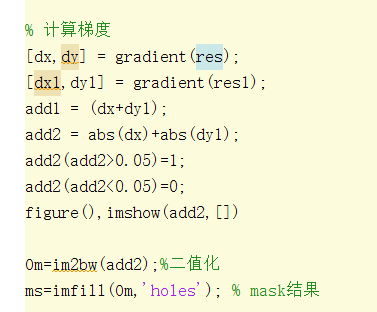 % 计算梯度
[dx,dy] = gradient(res);
[dx1,dy1] = gradient(res1);
add1 = (dx+dy1);
add2 = abs(dx)+abs(dy1);
add2(add2>0.05)=1;
add2(add2<0.05)=0;
figure(),imshow(add2,[])
Om=im2bw(add2);%二值化
ms=imfill(Om,'holes'); % mask结果